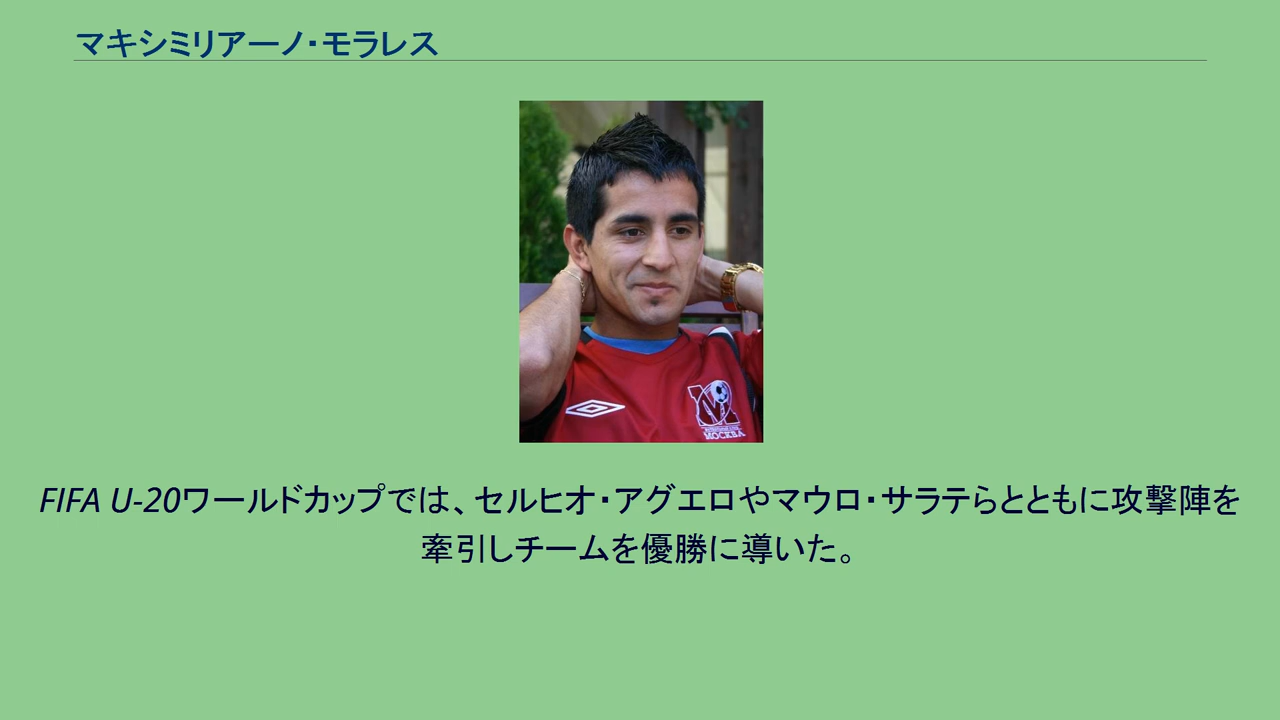 マキシミリアーノ・モラレス
МОСКВА
FIFA U-20ワールドカップでは、セルヒオ・アグエロやマウロ・サラテらとともに攻撃陣を
牽引しチームを優勝に導いた。